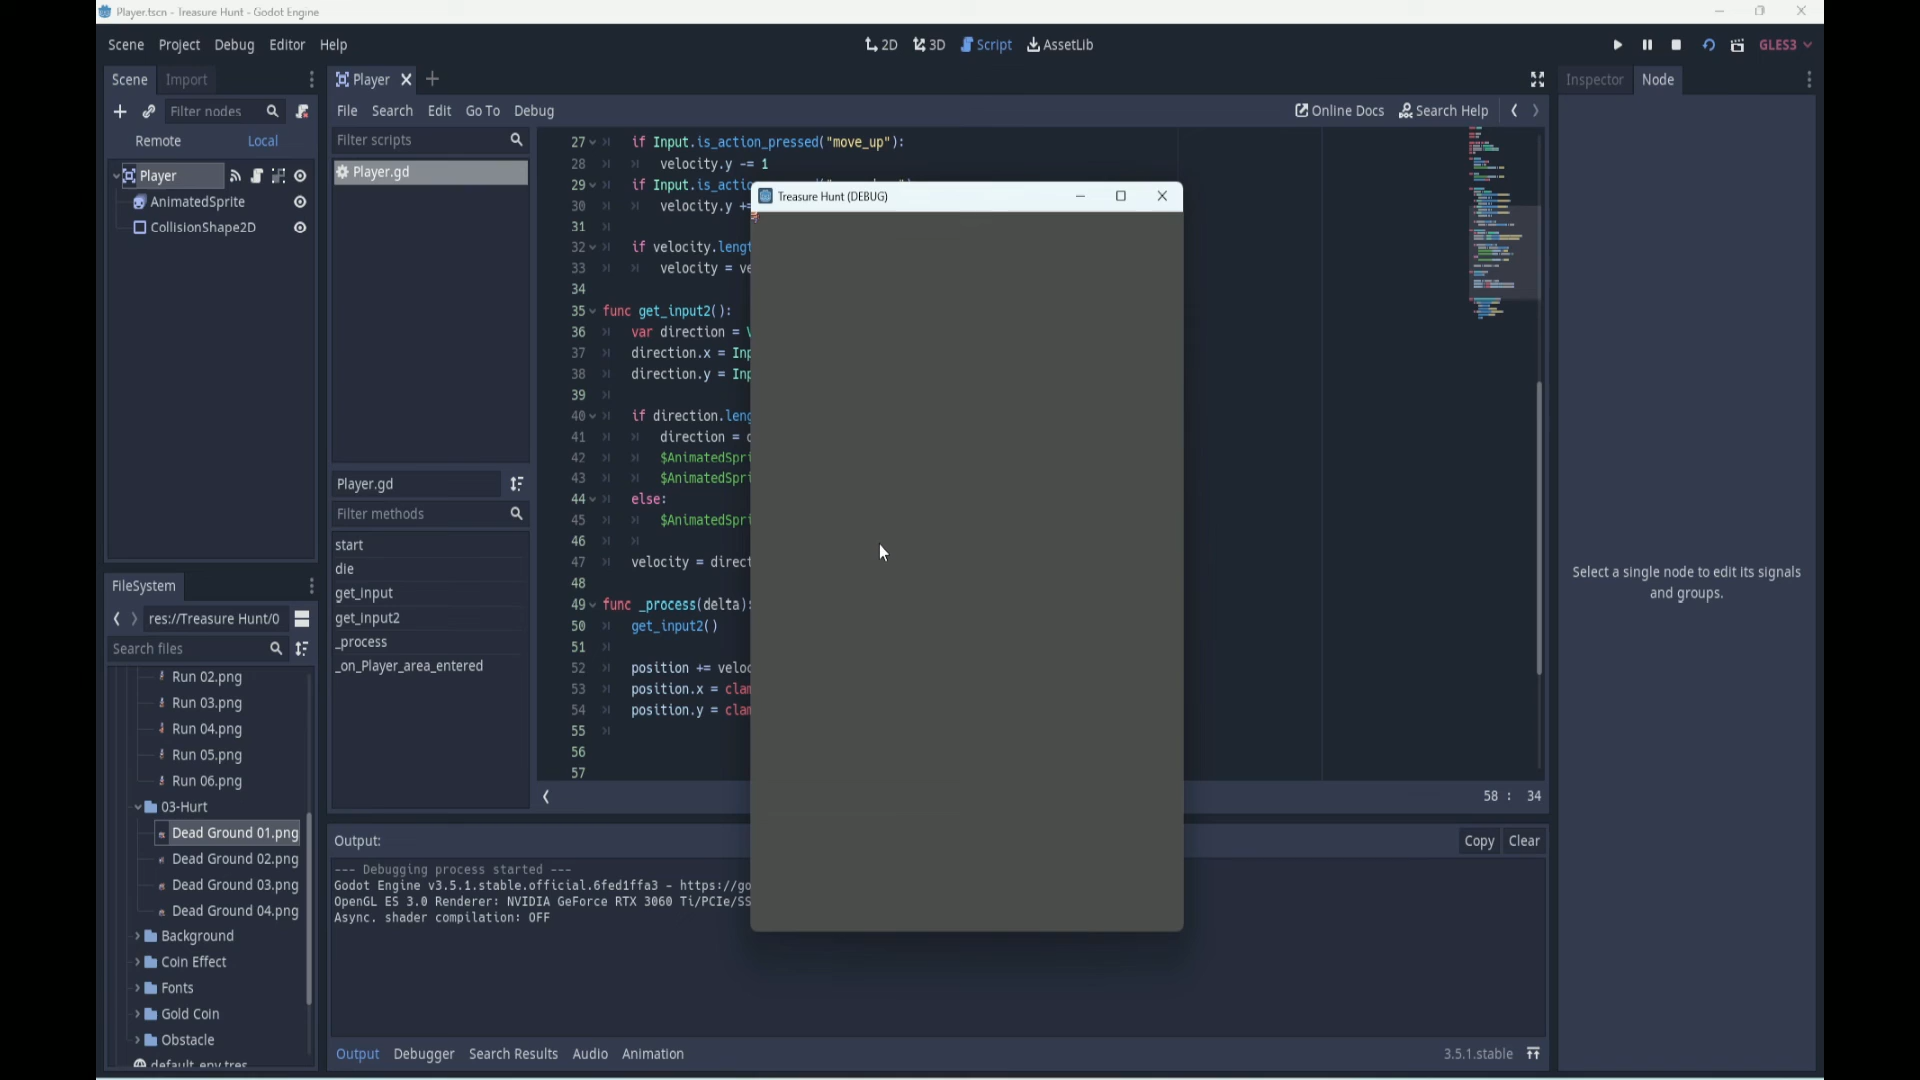 Player.tscn - Treasure Hunt - Godot Engine
Scene Project Debug Editor Help
2D 3D Script AssetLib
GLES3
Scene Import
Player
Inspector Node
Filter nodes
File Search Edit Go To Debug
Online Docs Search Help
Remote Local
Filter scripts
Player
AnimatedSprite
CollisionShape2D
Player.gd
Player.gd
Filter methods
start
die
get_input
get_input2
_process
_on_Player_area_entered
27 if Input.is_action_pressed("move_up"):
28 velocity.y -= 1
29 if Input.is_actio
30 velocity.y +=
31
32 if velocity.lengt
33 velocity = ve
34
35 func get_input2():
36 var direction = V
37 direction.x = Inp
38 direction.y = Inp
39
40 if direction.leng
41 direction = d
42 $AnimatedSpri
43 $AnimatedSpri
44 else:
45 $AnimatedSpri
46
47 velocity = direct
48
49 func _process(delta):
50 get_input2()
51
52 position += veloc
53 position.x = clam
54 position.y = clam
55
56
57
58 : 34
Treasure Hunt (DEBUG)
Select a single node to edit its signals
and groups.
FileSystem
res://Treasure Hunt/0
Search files
Run 02.png
Run 03.png
Run 04.png
Run 05.png
Run 06.png
03-Hurt
Dead Ground 01.png
Dead Ground 02.png
Dead Ground 03.png
Dead Ground 04.png
Background
Coin Effect
Fonts
Gold Coin
Obstacle
default_env.tres
Output:
Copy Clear
--- Debugging process started ---
Godot Engine v3.5.1.stable.official.6fed1ffa3 - https://go
OpenGL ES 3.0 Renderer: NVIDIA GeForce RTX 3060 Ti/PCIe/SS
Async. shader compilation: OFF
Output Debugger Search Results Audio Animation
3.5.1.stable